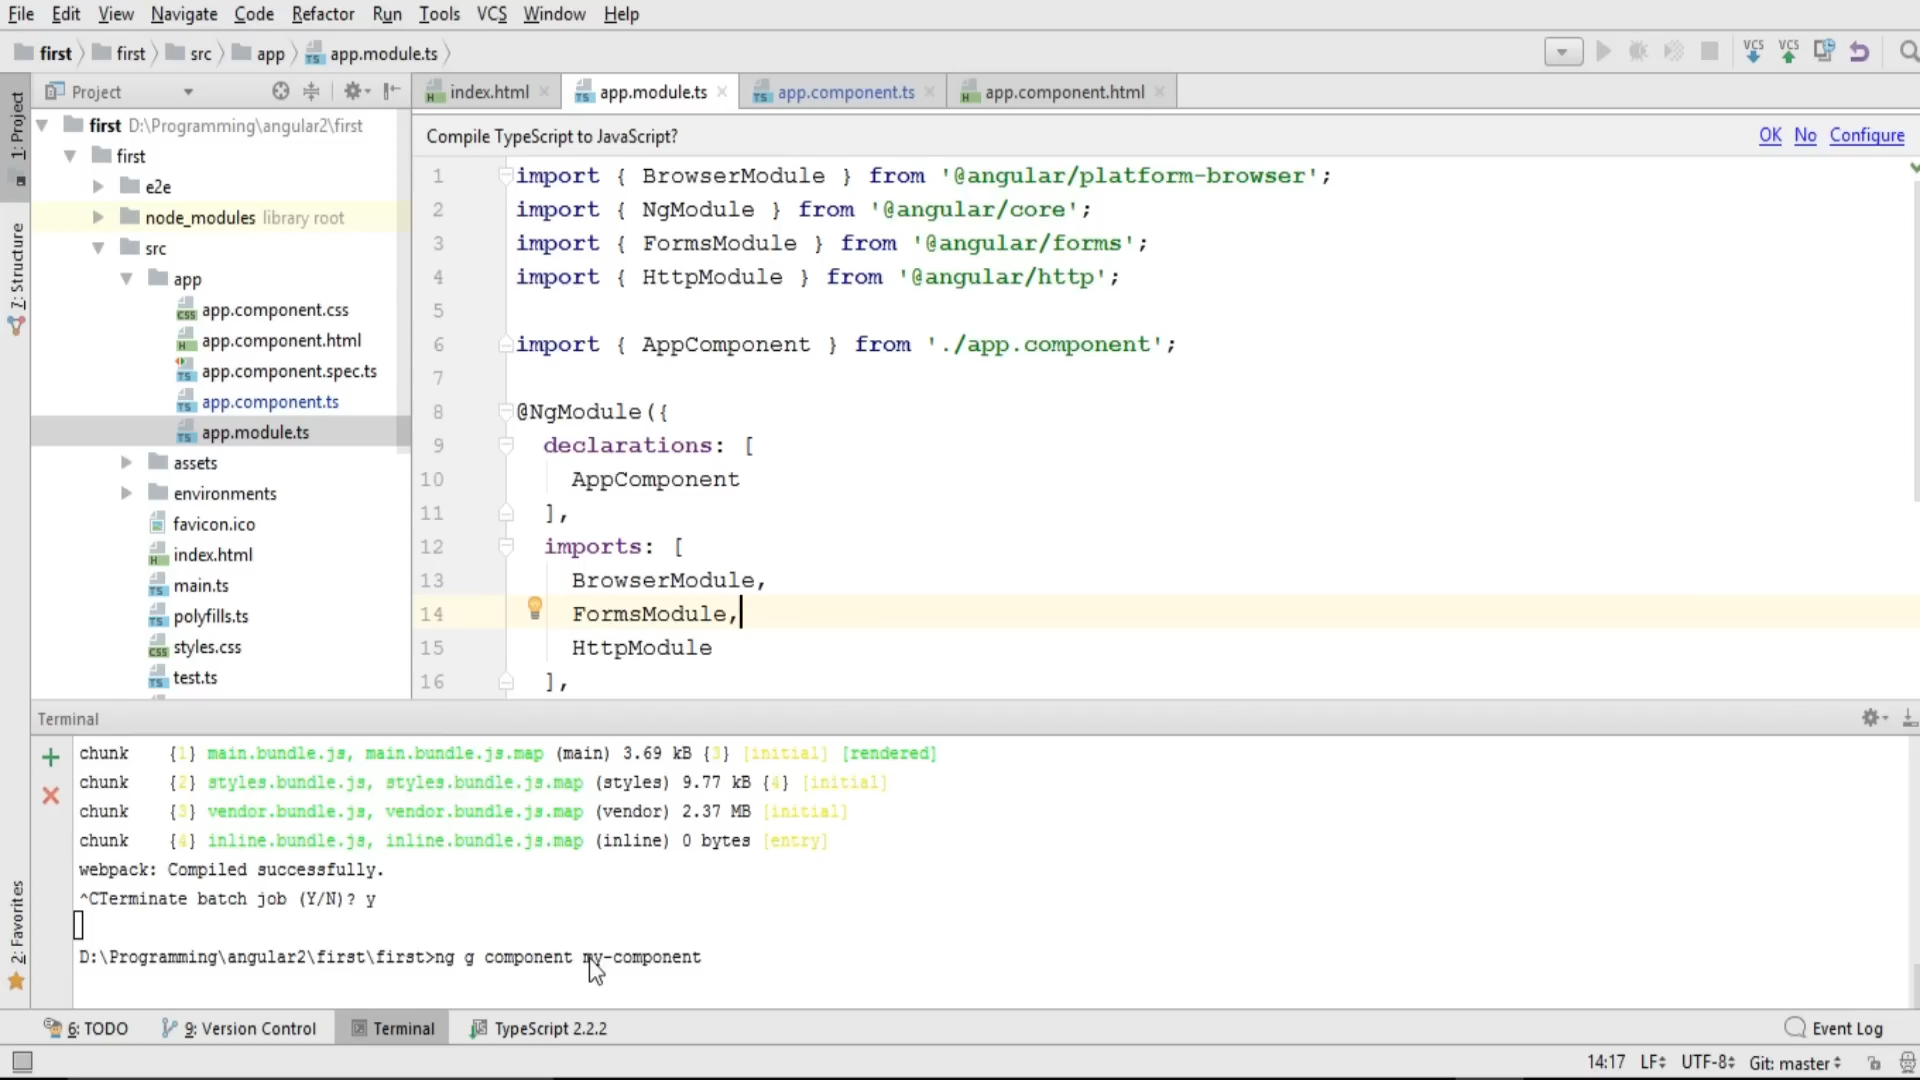 File Edit View Navigate Code Refactor Run Tools VCS Window Help
first first src app app.module.ts VCS VCS
Project index.html app.module.ts app.component.ts app.component.html
1: Project
7: Structure
2: Favorites
first D:\Programming\angular2\first
first
e2e
node_modules library root
src
app
app.component.css
app.component.html
app.component.spec.ts
app.component.ts
app.module.ts
assets
environments
favicon.ico
index.html
main.ts
polyfills.ts
styles.css
test.ts
Compile TypeScript to JavaScript? OK No Configure
1 import { BrowserModule } from '@angular/platform-browser';
2 import { NgModule } from '@angular/core';
3 import { FormsModule } from '@angular/forms';
4 import { HttpModule } from '@angular/http';
5
6 import { AppComponent } from './app.component';
7
8 @NgModule({
9 declarations: [
10 AppComponent
11 ],
12 imports: [
13 BrowserModule,
14 FormsModule,
15 HttpModule
16 ],
Terminal
chunk {1} main.bundle.js, main.bundle.js.map (main) 3.69 kB {3} [initial] [rendered]
chunk {2} styles.bundle.js, styles.bundle.js.map (styles) 9.77 kB {4} [initial]
chunk {3} vendor.bundle.js, vendor.bundle.js.map (vendor) 2.37 MB [initial]
chunk {4} inline.bundle.js, inline.bundle.js.map (inline) 0 bytes [entry]
webpack: Compiled successfully.
^CTerminate batch job (Y/N)? y
D:\Programming\angular2\first\first>ng g component my-component
6: TODO 9: Version Control Terminal TypeScript 2.2.2 Event Log
14:17 LF UTF-8 Git: master